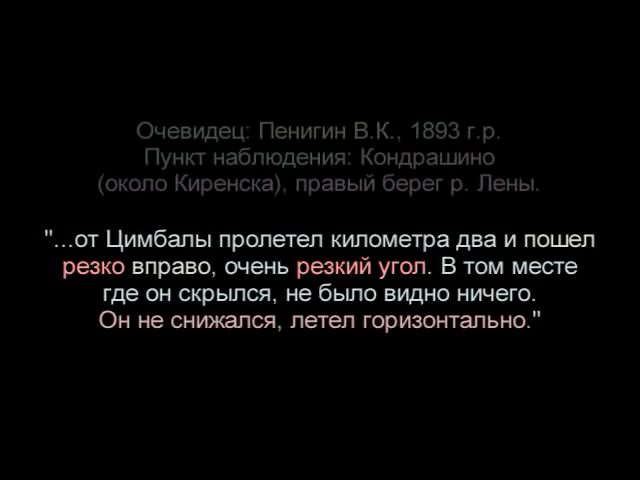 Очевидец: Пенигин В.К., 1893 г.р.
Пункт наблюдения: Кондрашино
(около Киренска), правый берег р. Лены.
"...от Цимбалы пролетел километра два и пошел
резко вправо, очень резкий угол. В том месте
где он скрылся, не было видно ничего.
Он не снижался, летел горизонтально."